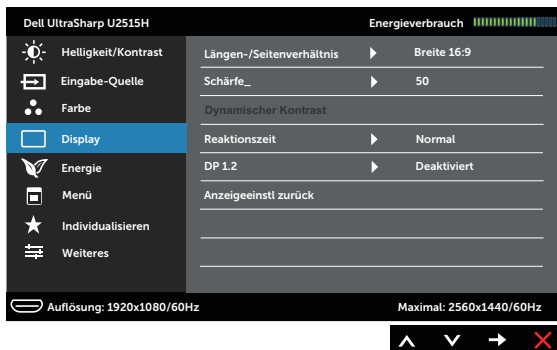 Dell UltraSharp U2515H Energieverbrauch
Helligkeit/Kontrast
Eingabe-Quelle
Farbe
Display
Energie
Menü
Individualisieren
Weiteres
Längen-/Seitenverhältnis Breite 16:9
Schärfe_ 50
Dynamischer Kontrast
Reaktionszeit Normal
DP 1.2 Deaktiviert
Anzeigeeinstl zurück
Auflösung: 1920x1080/60Hz Maximal: 2560x1440/60Hz